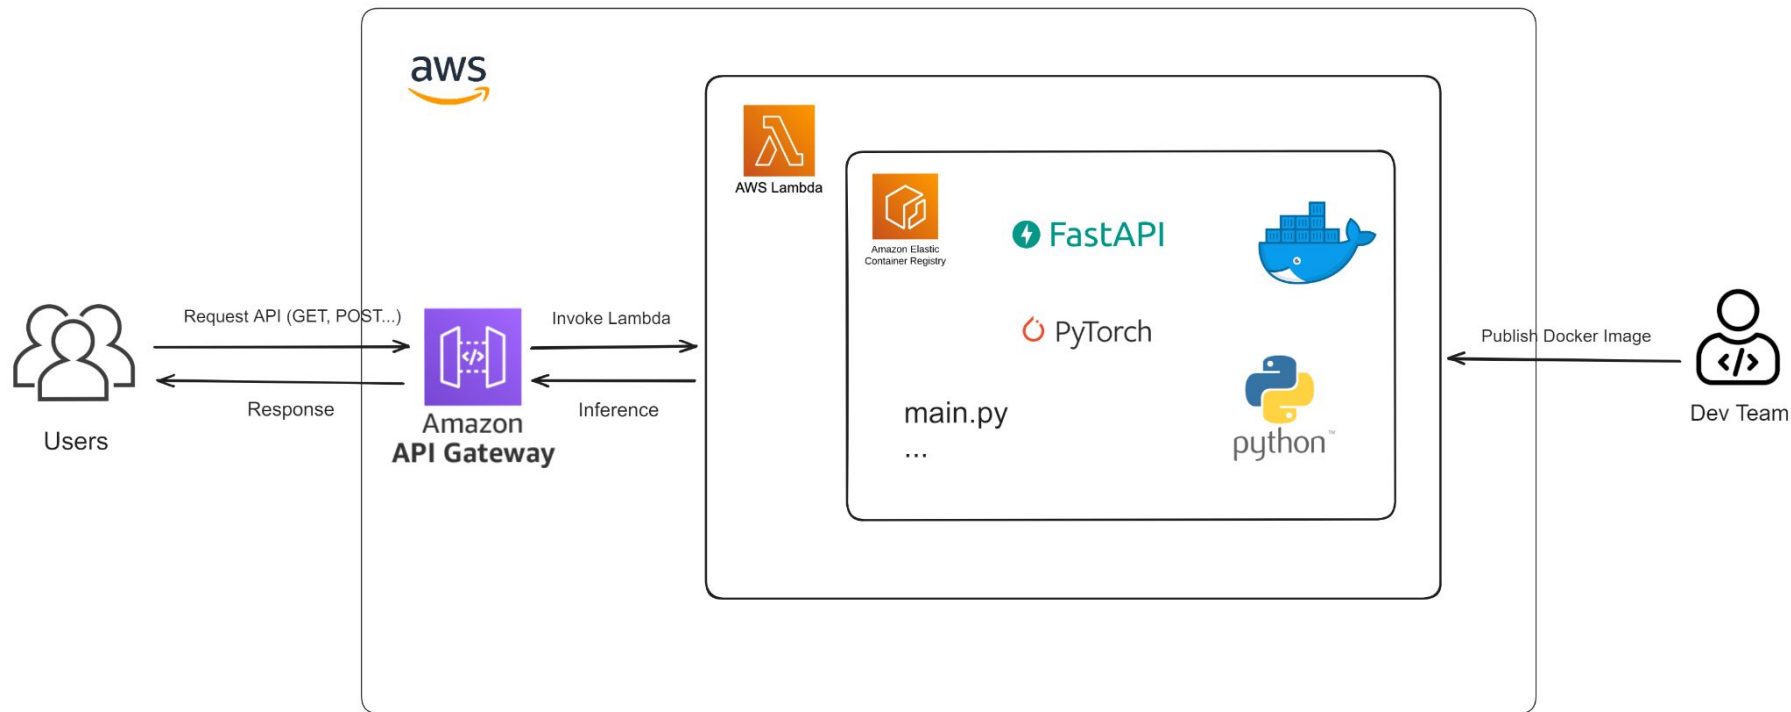 aws
AWS Lambda
Amazon Elastic
Container Registry
FastAPI
PyTorch
main.py
...
python™
Request API (GET, POST...)
Invoke Lambda
Response
Inference
Users
Amazon
API Gateway
Publish Docker Image
</>
Dev Team